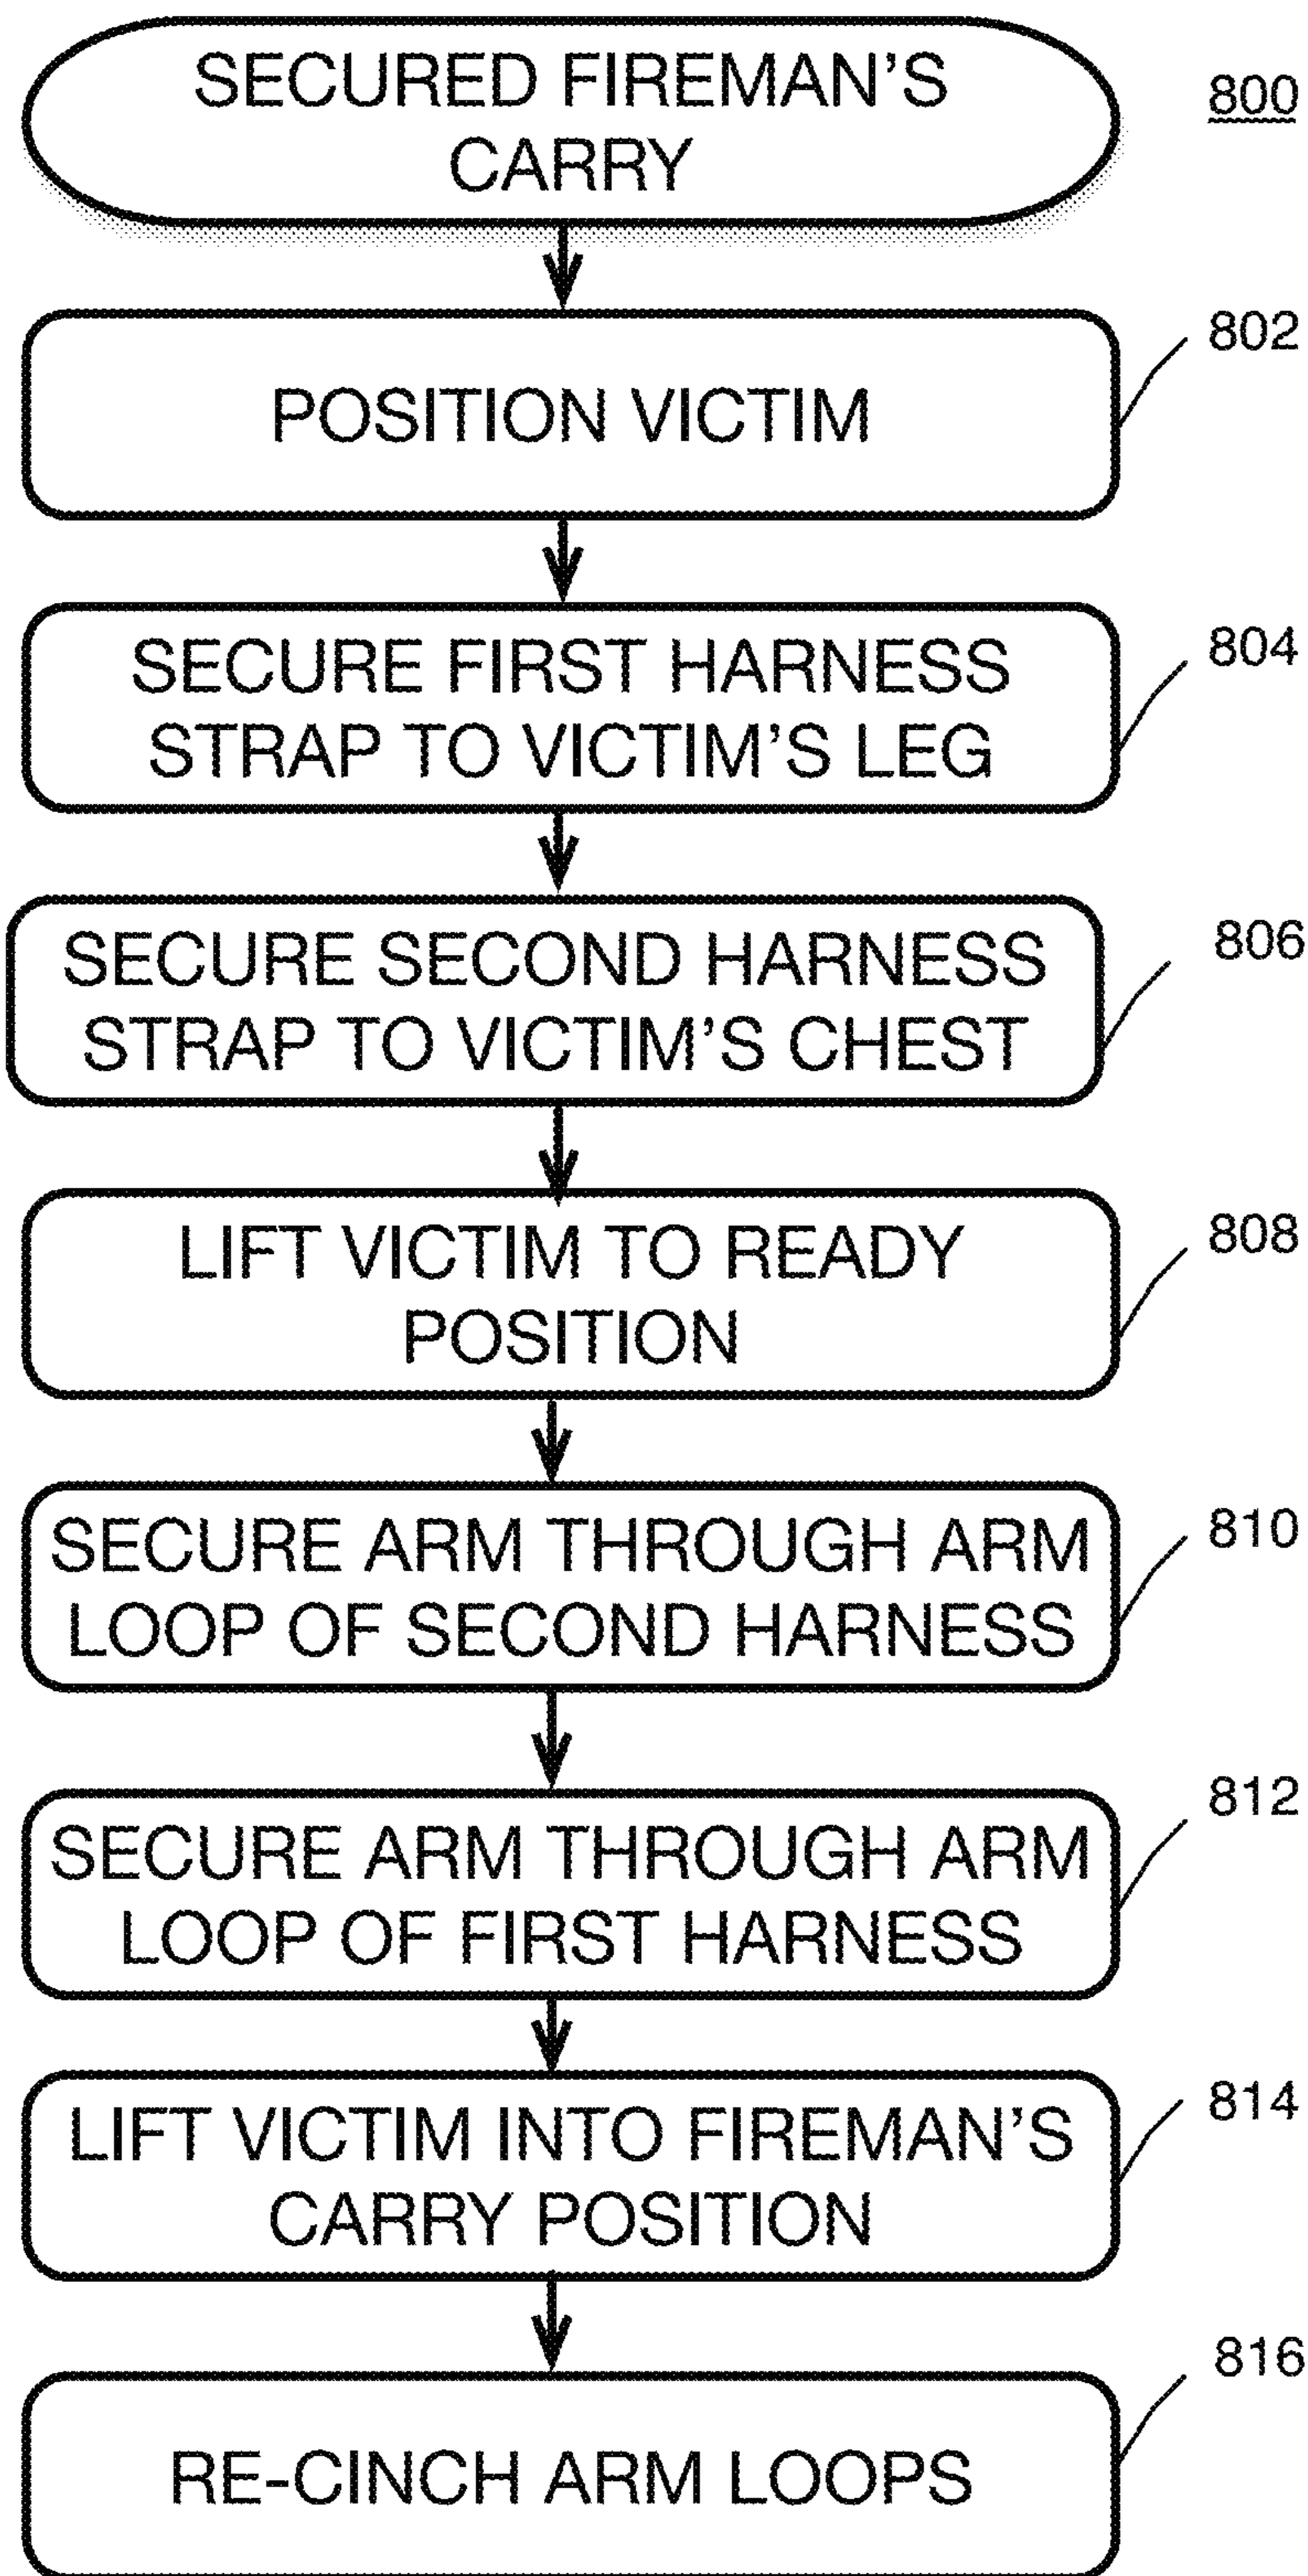 SECURED FIREMAN'S
CARRY
800
802
POSITION VICTIM
804
SECURE FIRST HARNESS
STRAP TO VICTIM'S LEG
806
SECURE SECOND HARNESS
STRAP TO VICTIM'S CHEST
808
LIFT VICTIM TO READY
POSITION
810
SECURE ARM THROUGH ARM
LOOP OF SECOND HARNESS
812
SECURE ARM THROUGH ARM
LOOP OF FIRST HARNESS
814
LIFT VICTIM INTO FIREMAN'S
CARRY POSITION
816
RE-CINCH ARM LOOPS